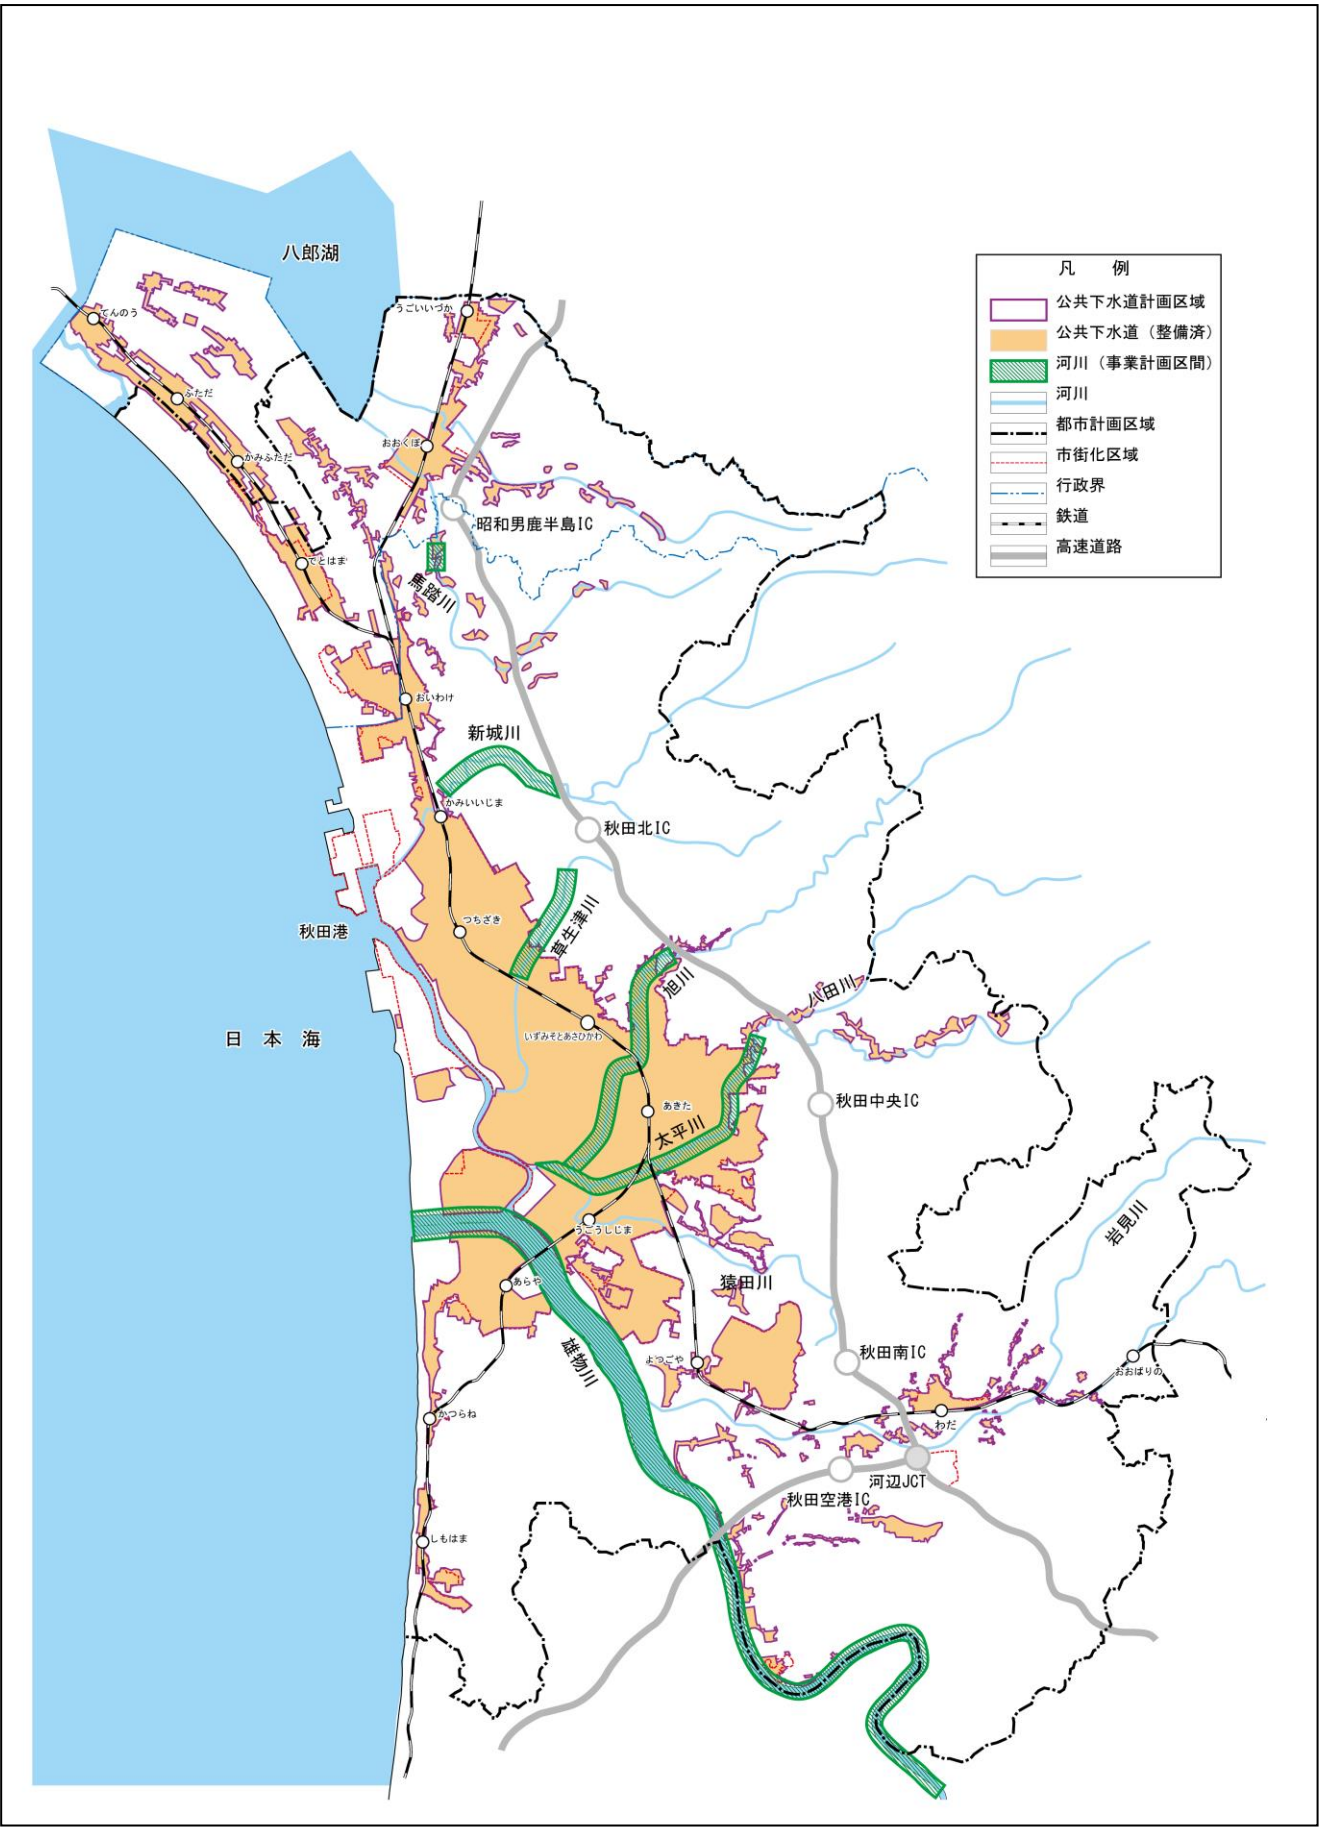 八郎湖
うごいいづか
てんのう
ふただ
おおくぼ
かみふただ
昭和男鹿半島IC
でとはま
馬踏川
おいわけ
新城川
かみいいじま
秋田北IC
つちざき
草生津川
秋田港
旭川
八田川
日本海
いずみそとあさひかわ
秋田中央IC
あきた
太平川
岩見川
うごうしじま
あらや
猿田川
雄物川
よつごや
秋田南IC
おおばりの
かつらね
わだ
河辺JCT
秋田空港IC
しもはま
凡例
公共下水道計画区域
公共下水道（整備済）
河川（事業計画区間）
河川
都市計画区域
市街化区域
行政界
鉄道
高速道路